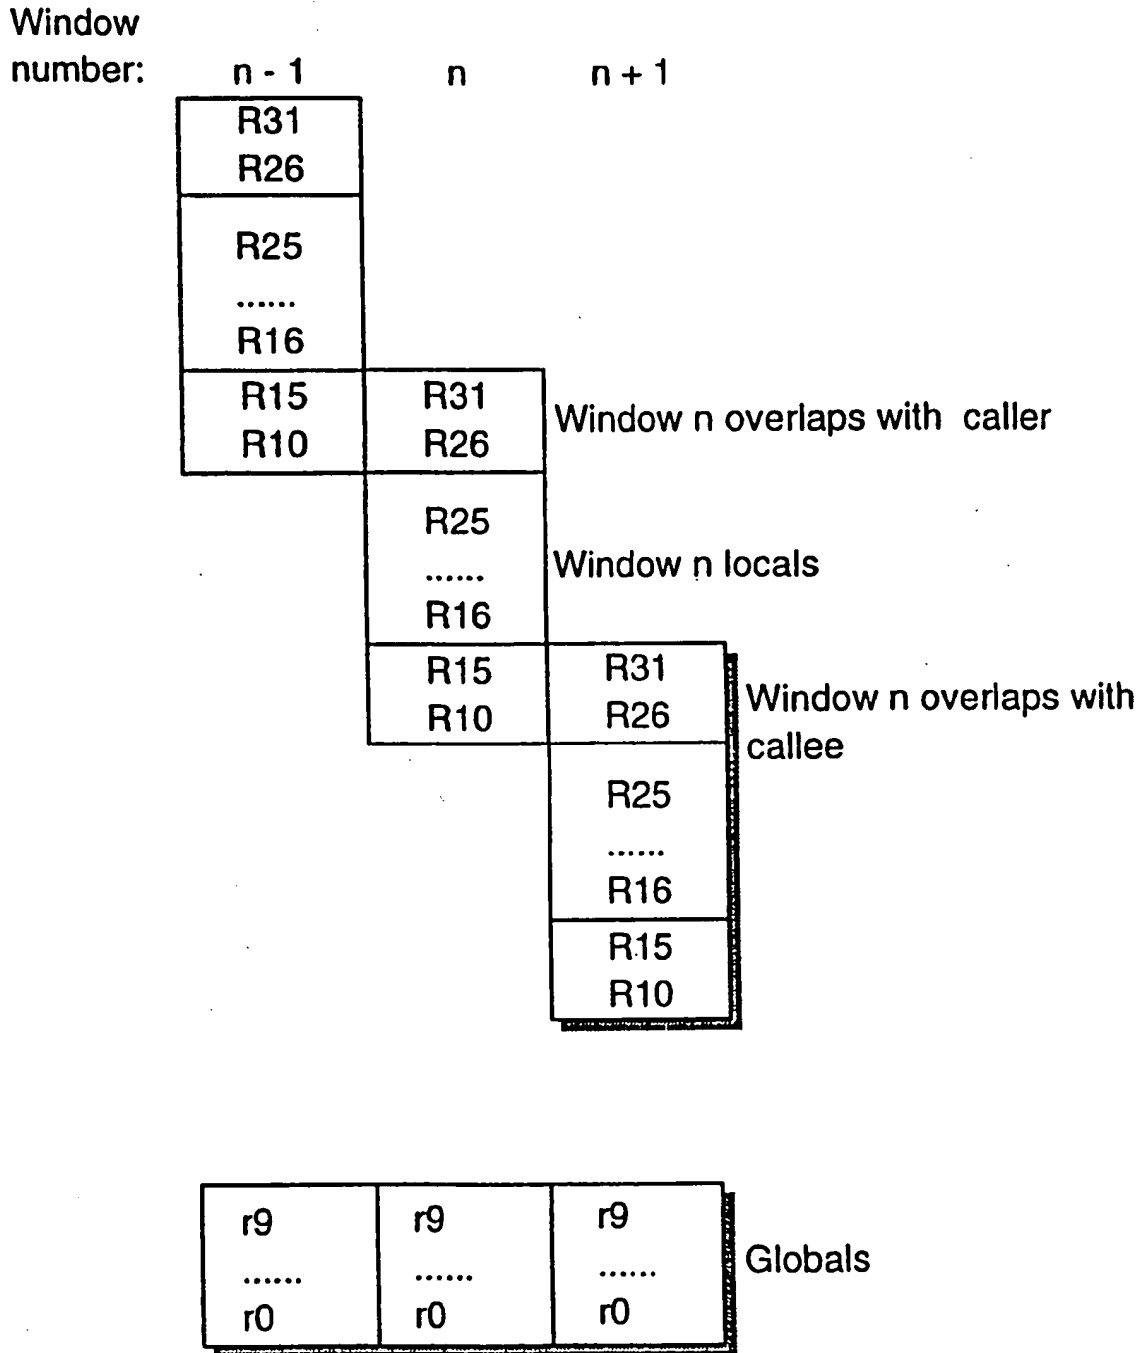 Window
number: n - 1 n n + 1
R31
R26
R25
......
R16
R15 R31 Window n overlaps with caller
R10 R26
R25
...... Window n locals
R16
R15 R31 Window n overlaps with
R10 R26 callee
R25
......
R16
R15
R10
r9 r9 r9
...... ...... ...... Globals
r0 r0 r0